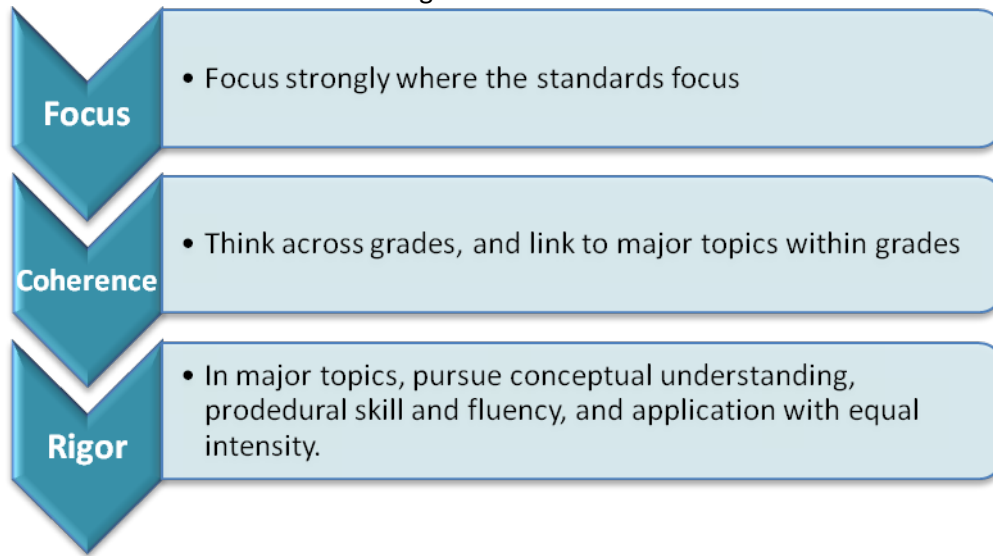 Focus
• Focus strongly where the standards focus
Coherence
• Think across grades, and link to major topics within grades
Rigor
• In major topics, pursue conceptual understanding,
prodedural skill and fluency, and application with equal
intensity.